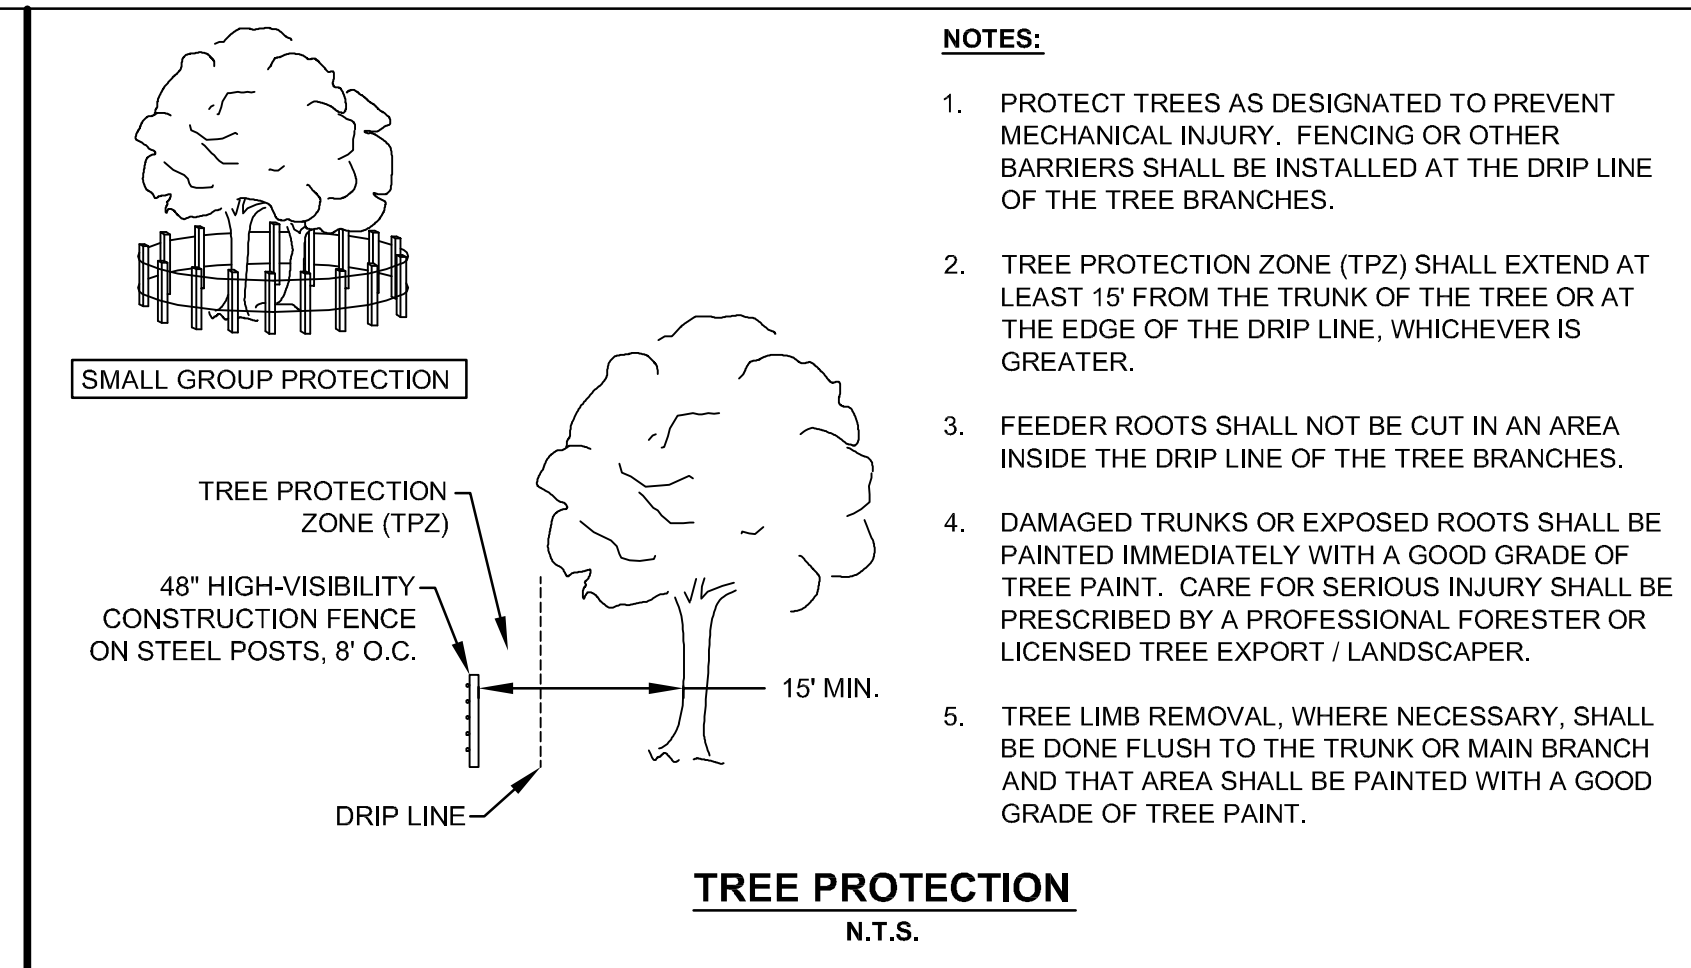 SMALL GROUP PROTECTION
TREE PROTECTION
ZONE (TPZ)
48" HIGH-VISIBILITY
CONSTRUCTION FENCE
ON STEEL POSTS, 8' O.C.
15' MIN.
DRIP LINE
NOTES:
1. PROTECT TREES AS DESIGNATED TO PREVENT
MECHANICAL INJURY. FENCING OR OTHER
BARRIERS SHALL BE INSTALLED AT THE DRIP LINE
OF THE TREE BRANCHES.
2. TREE PROTECTION ZONE (TPZ) SHALL EXTEND AT
LEAST 15' FROM THE TRUNK OF THE TREE OR AT
THE EDGE OF THE DRIP LINE, WHICHEVER IS
GREATER.
3. FEEDER ROOTS SHALL NOT BE CUT IN AN AREA
INSIDE THE DRIP LINE OF THE TREE BRANCHES.
4. DAMAGED TRUNKS OR EXPOSED ROOTS SHALL BE
PAINTED IMMEDIATELY WITH A GOOD GRADE OF
TREE PAINT. CARE FOR SERIOUS INJURY SHALL BE
PRESCRIBED BY A PROFESSIONAL FORESTER OR
LICENSED TREE EXPORT / LANDSCAPER.
5. TREE LIMB REMOVAL, WHERE NECESSARY, SHALL
BE DONE FLUSH TO THE TRUNK OR MAIN BRANCH
AND THAT AREA SHALL BE PAINTED WITH A GOOD
GRADE OF TREE PAINT.
TREE PROTECTION
N.T.S.